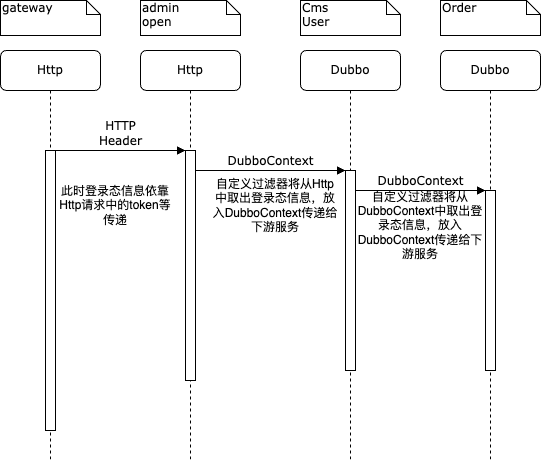 gateway
admin
open
Cms
User
Order
Http
Http
Dubbo
Dubbo
HTTP
Header
此时登录态信息依靠
Http请求中的token等
传递
DubboContext
自定义过滤器将从Http
中取出登录态信息，放
入DubboContext传递给
下游服务
DubboContext
自定义过滤器将从
DubboContext中取出登
录态信息，放入
DubboContext传递给下
游服务